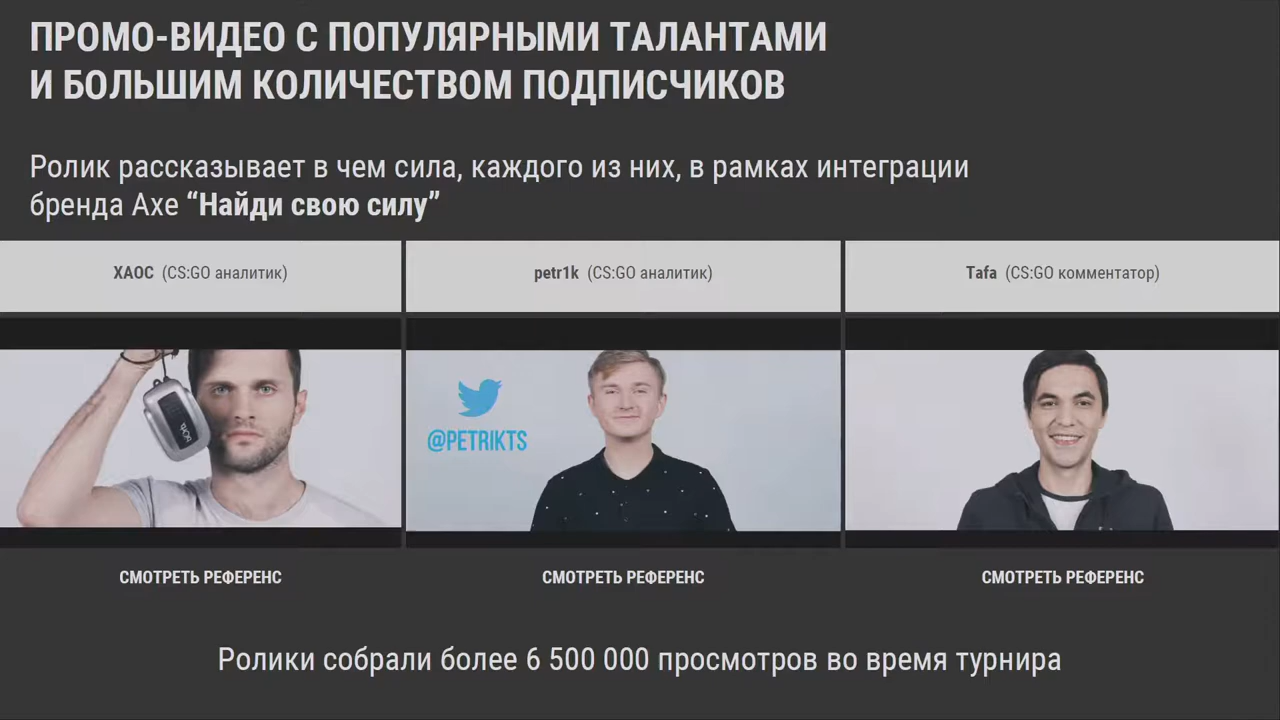 ПРОМО-ВИДЕО С ПОПУЛЯРНЫМИ ТАЛАНТАМИ
И БОЛЬШИМ КОЛИЧЕСТВОМ ПОДПИСЧИКОВ
Ролик рассказывает в чем сила, каждого из них, в рамках интеграции
бренда Axe “Найди свою силу”
XAOC (CS:GO аналитик)
petr1k (CS:GO аналитик)
Tafa (CS:GO комментатор)
@PETRIKTS
СМОТРЕТЬ РЕФЕРЕНС
СМОТРЕТЬ РЕФЕРЕНС
СМОТРЕТЬ РЕФЕРЕНС
Ролики собрали более 6 500 000 просмотров во время турнира